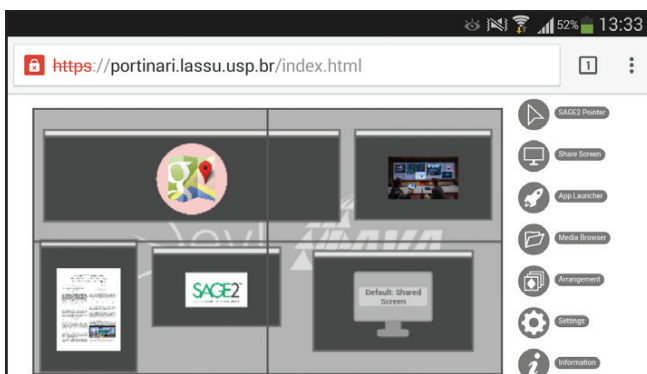 52% 13:33
https://portinari.lassu.usp.br/index.html
1
SAGE2 Pointer
Share Screen
App Launcher
Media Browser
Arrangement
Settings
Information
SAGE2
Default: Shared
Screen